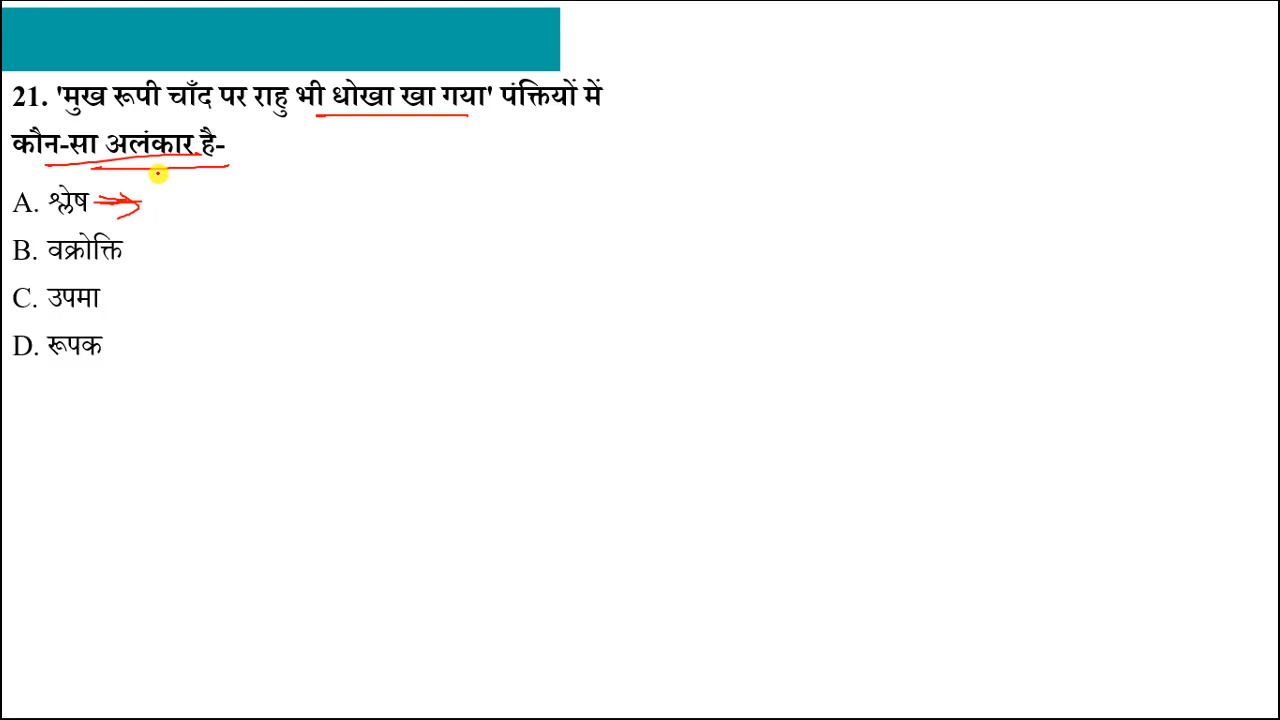 21. 'मुख रूपी चाँद पर राहु भी धोखा खा गया' पंक्तियों में
कौन-सा अलंकार है-
A. श्लेष
B. वक्रोक्ति
C. उपमा
D. रूपक